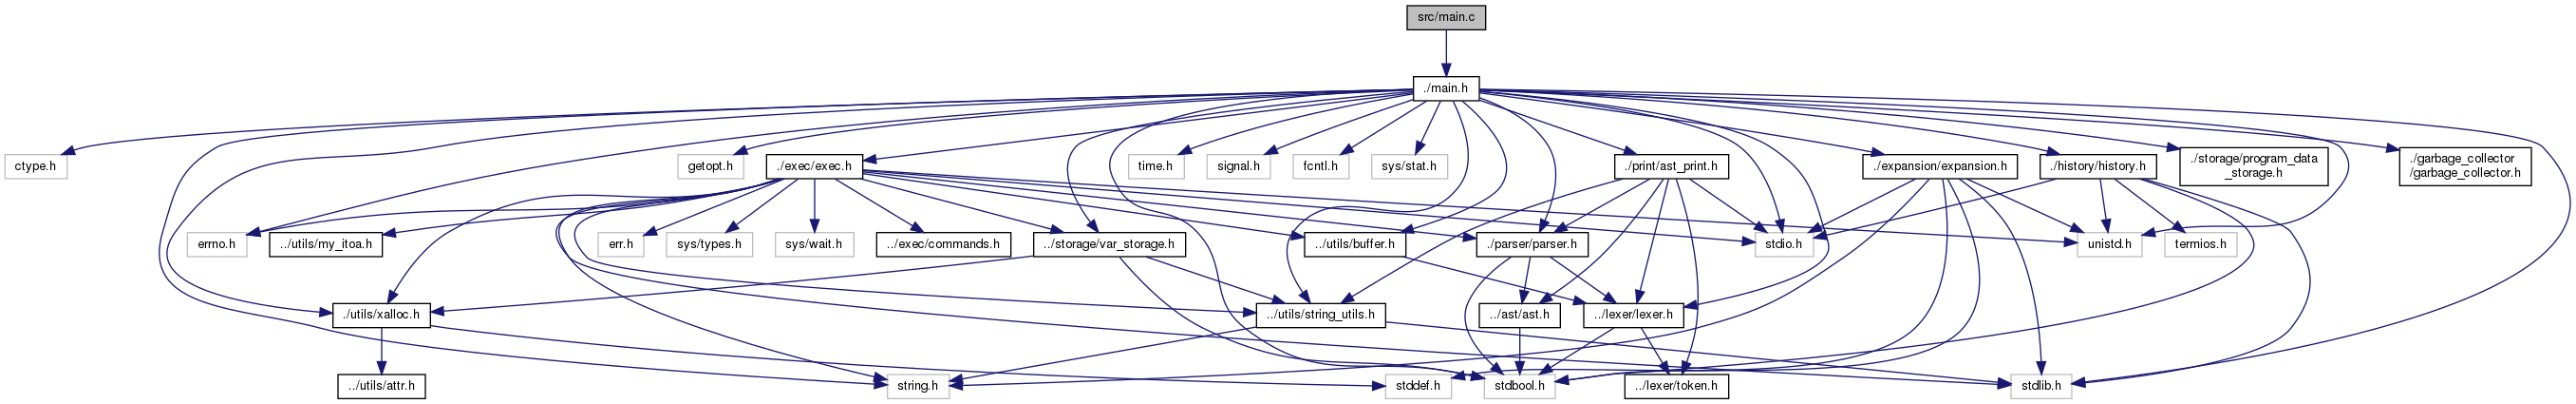 src/main.c
./main.h
ctype.h
getopt.h
./exec/exec.h
time.h
signal.h
fcntl.h
sys/stat.h
./print/ast_print.h
./expansion/expansion.h
./history/history.h
./storage/program_data
_storage.h
./garbage_collector
/garbage_collector.h
errno.h
../utils/my_itoa.h
err.h
sys/types.h
sys/wait.h
../exec/commands.h
../storage/var_storage.h
../utils/buffer.h
../parser/parser.h
stdio.h
unistd.h
termios.h
./utils/xalloc.h
../utils/string_utils.h
../ast/ast.h
../lexer/lexer.h
../utils/attr.h
string.h
stddef.h
stdbool.h
../lexer/token.h
stdlib.h